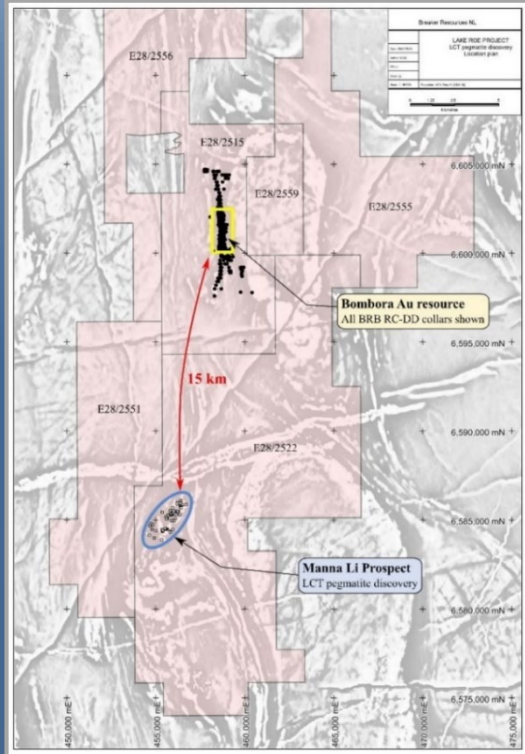 Breaker Resources NL
LAKE ROE PROJECT
LCT pegmatite discovery
Location plan
E28/2556
E28/2515
E28/2559
E28/2555
6,605,000 mN
6,600,000 mN
Bombora Au resource
All BRB RC-DD collars shown
6,595,000 mN
15 km
E28/2551
E28/2522
6,590,000 mN
6,585,000 mN
Manna Li Prospect
LCT pegmatite discovery
6,580,000 mN
6,575,000 mN
450,000 mE
455,000 mE
460,000 mE
465,000 mE
470,000 mE
475,000 mE